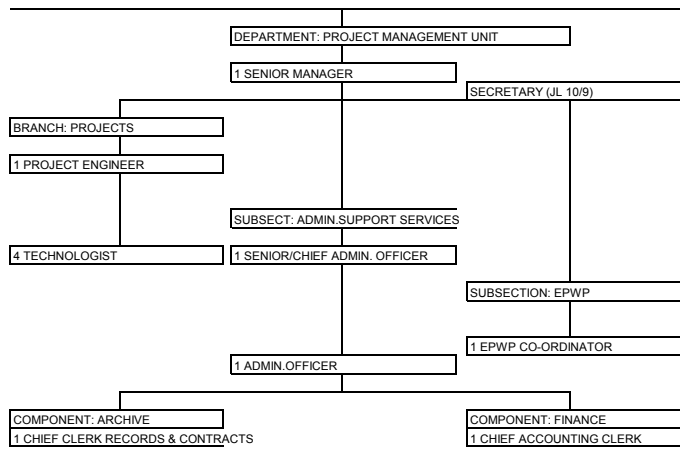 DEPARTMENT: PROJECT MANAGEMENT UNIT
1 SENIOR MANAGER
SECRETARY (JL 10/9)
BRANCH: PROJECTS
1 PROJECT ENGINEER
SUBSECT: ADMIN.SUPPORT SERVICES
4 TECHNOLOGIST
1 SENIOR/CHIEF ADMIN. OFFICER
SUBSECTION: EPWP
1 EPWP CO-ORDINATOR
1 ADMIN.OFFICER
COMPONENT: ARCHIVE
COMPONENT: FINANCE
1 CHIEF CLERK RECORDS & CONTRACTS
1 CHIEF ACCOUNTING CLERK